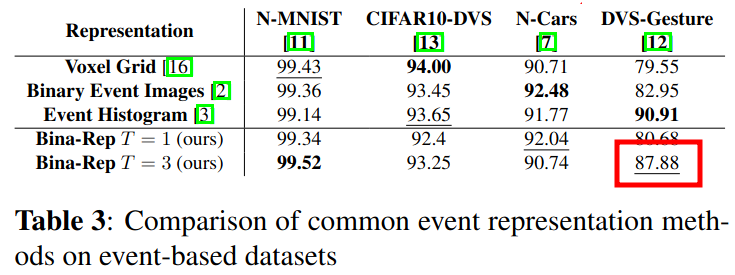 Representation N-MNIST CIFAR10-DVS N-Cars DVS-Gesture
[11] [13] [7] [12]
Voxel Grid [16 99.43 94.00 90.71 79.55
Binary Event Images [2 99.36 93.45 92.48 82.95
Event Histogram [3 99.14 93.65 91.77 90.91
Bina-Rep T = 1 (ours) 99.34 92.4 92.04 80.68
Bina-Rep T = 3 (ours) 99.52 93.25 90.74 87.88
Table 3: Comparison of common event representation meth-
ods on event-based datasets